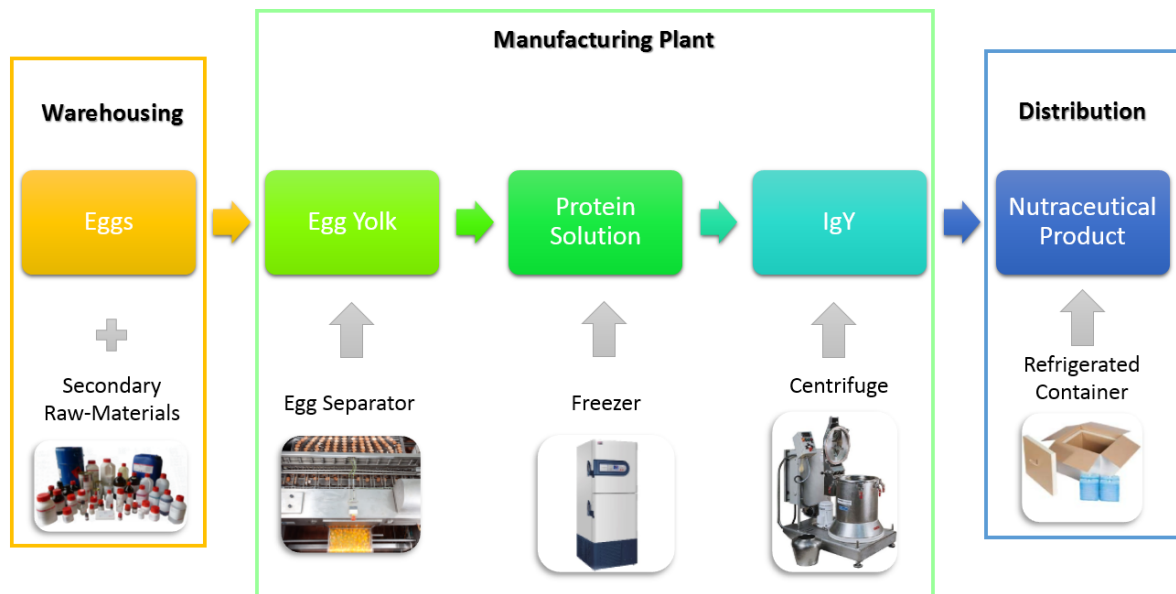 Manufacturing Plant
Warehousing
Distribution
Eggs
Egg Yolk
Protein
Solution
IgY
Nutraceutical
Product
Secondary
Raw-Materials
Egg Separator
Freezer
Centrifuge
Refrigerated
Container